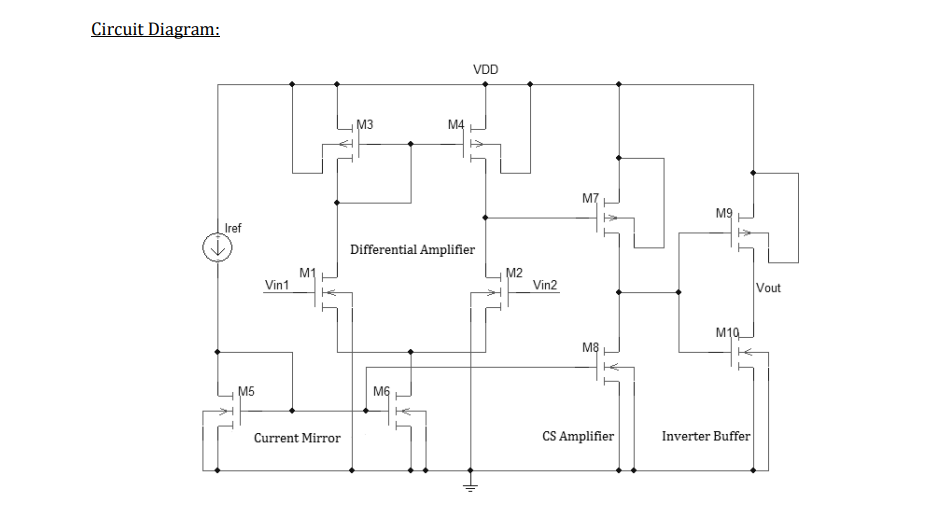 Circuit Diagram:
VDD
M3
M4
M7
M9
Iref
Differential Amplifier
M1
Vin1
M2
Vin2
Vout
M10
M8
M5
M6
Current Mirror
CS Amplifier
Inverter Buffer